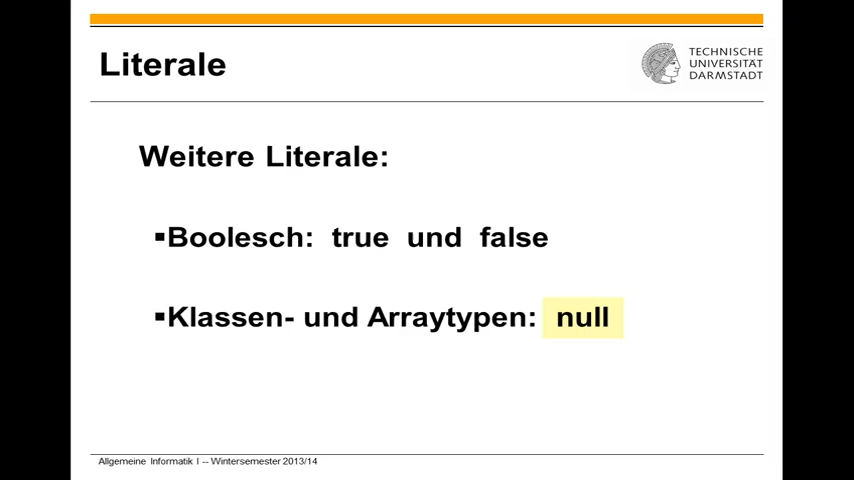 Literale
TECHNISCHE
UNIVERSITÄT
DARMSTADT
Weitere Literale:
▪Boolesch: true und false
▪Klassen- und Arraytypen: null
Allgemeine Informatik I -- Wintersemester 2013/14